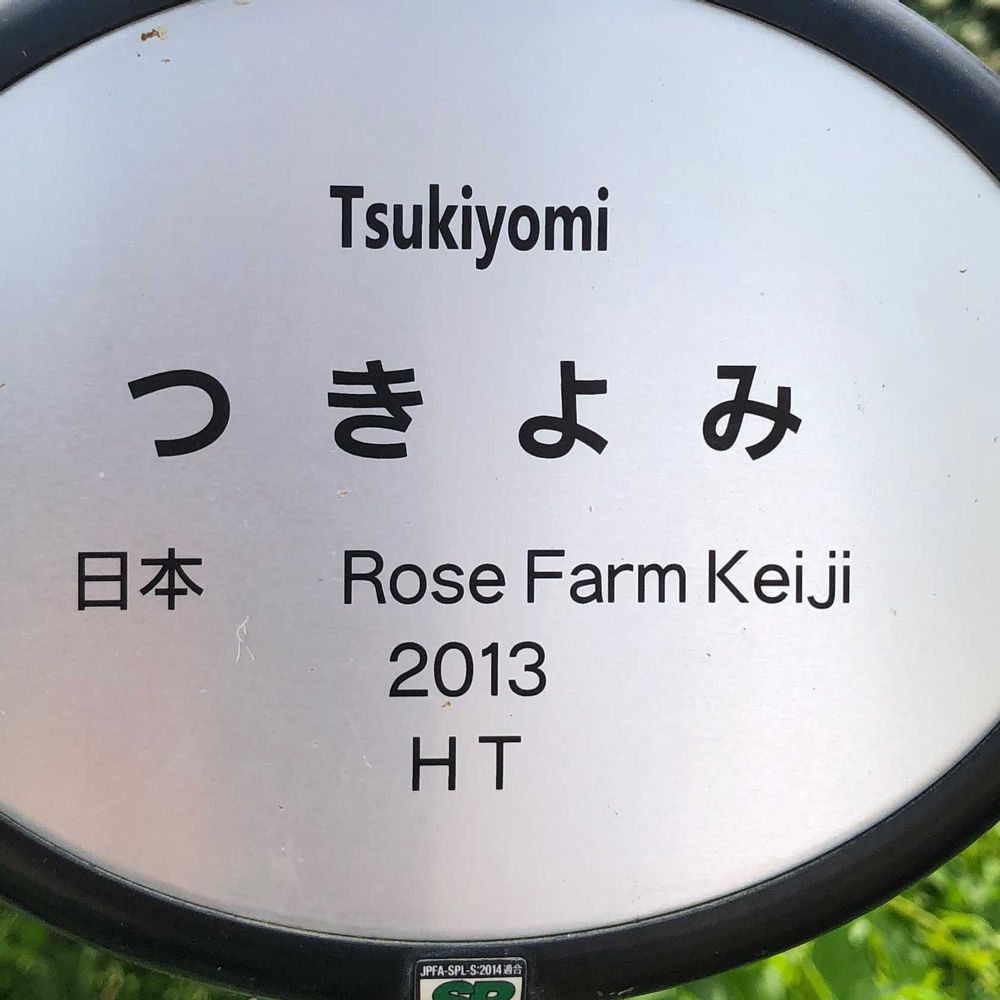 Tsukiyomi
つきよみ
日本 Rose Farm Keiji
2013
HT
JPFA-SPL-S:2014適合
SP